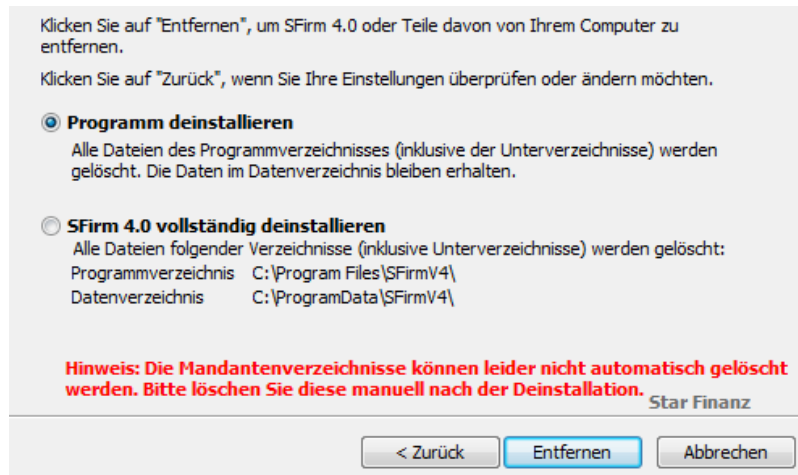 Klicken Sie auf "Entfernen", um SFirm 4.0 oder Teile davon von Ihrem Computer zu
entfernen.
Klicken Sie auf "Zurück", wenn Sie Ihre Einstellungen überprüfen oder ändern möchten.
Programm deinstallieren
Alle Dateien des Programmverzeichnisses (inklusive der Unterverzeichnisse) werden
gelöscht. Die Daten im Datenverzeichnis bleiben erhalten.
SFirm 4.0 vollständig deinstallieren
Alle Dateien folgender Verzeichnisse (inklusive Unterverzeichnisse) werden gelöscht:
Programmverzeichnis C:\Program Files\SFirmV4\
Datenverzeichnis C:\ProgramData\SFirmV4\
Hinweis: Die Mandantenverzeichnisse können leider nicht automatisch gelöscht
werden. Bitte löschen Sie diese manuell nach der Deinstallation.
Star Finanz
< Zurück Entfernen Abbrechen